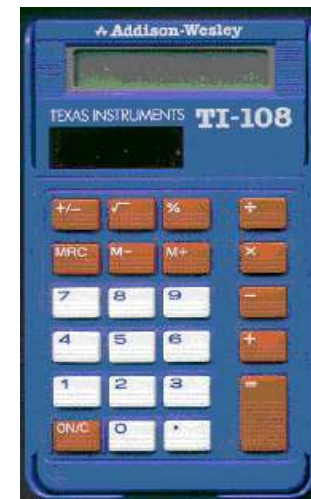 Addison-Wesley
TEXAS INSTRUMENTS TI-108
+/− √ % ÷
MRC M− M+ ×
7 8 9 −
4 5 6 +
1 2 3 =
ON/C 0 .